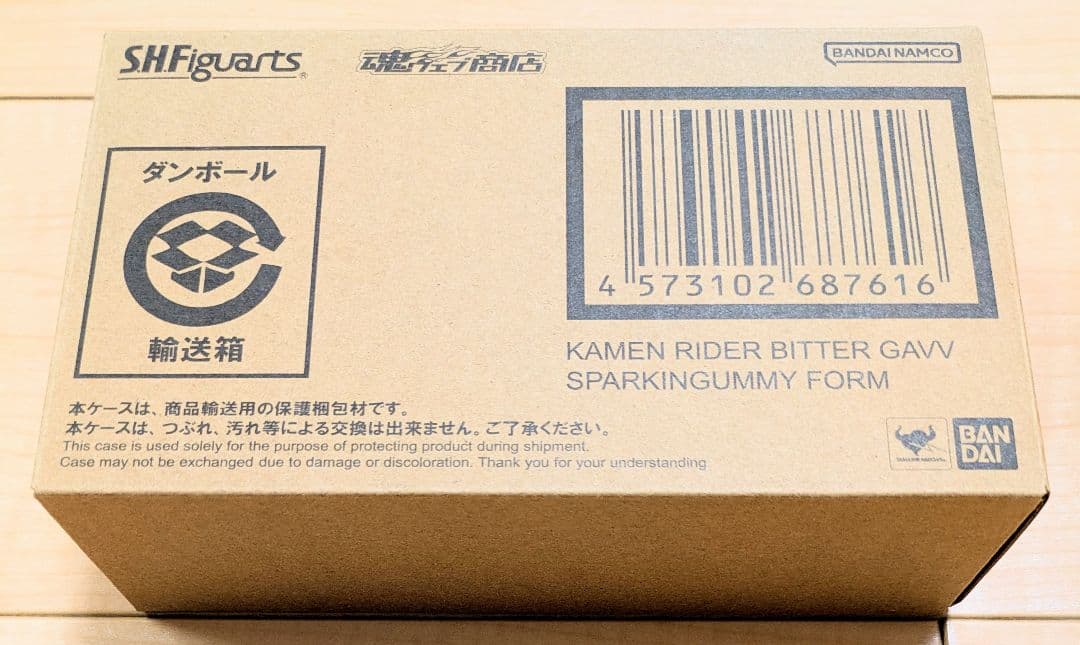 S.H.Figuarts
魂ウェブ商店
BANDAI NAMCO
ダンボール
輸送箱
4 573102 687616
KAMEN RIDER BITTER GAVV
SPARKINGUMMY FORM
本ケースは、商品輸送用の保護梱包材です。
本ケースは、つぶれ、汚れ等による交換は出来ません。ご了承ください。
This case is used solely for the purpose of protecting product during shipment.
Case may not be exchanged due to damage or discoloration. Thank you for your understanding
BAN
DAI